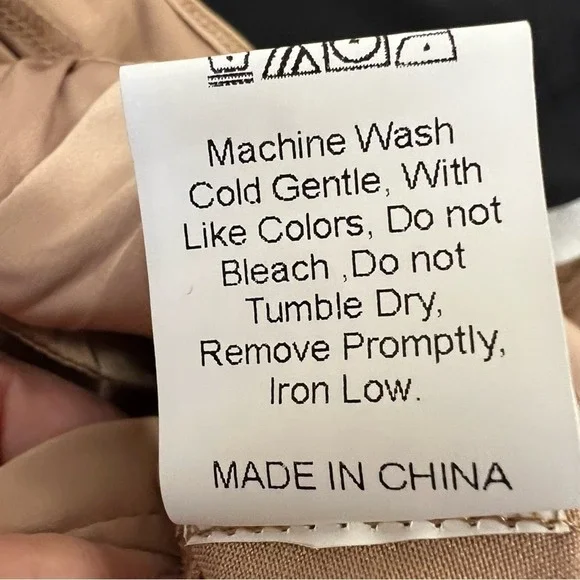 Machine Wash
Cold Gentle, With
Like Colors, Do not
Bleach ,Do not
Tumble Dry,
Remove Promptly,
Iron Low.
MADE IN CHINA